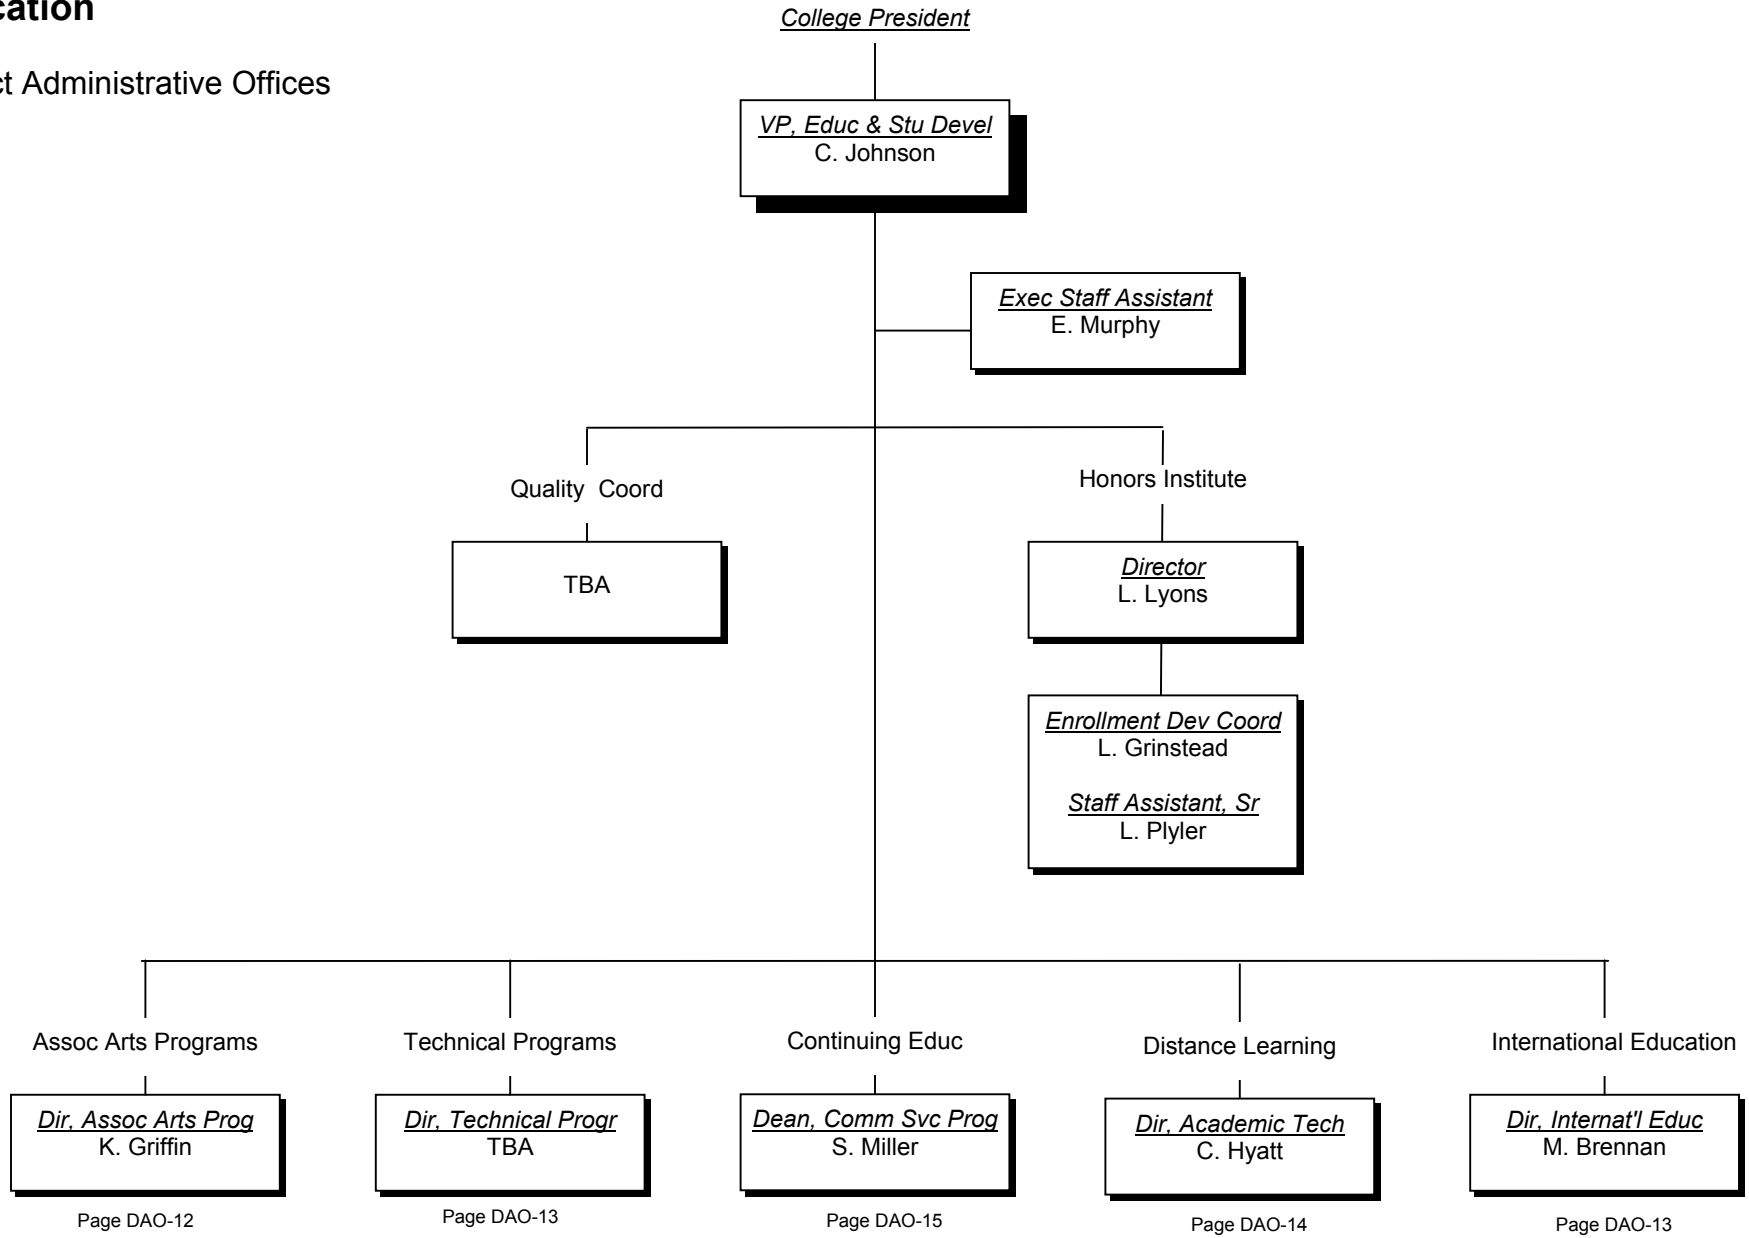 College President
ct Administrative Offices
VP, Educ & Stu Devel
C. Johnson
Exec Staff Assistant
E. Murphy
Quality Coord
Honors Institute
TBA
Director
L. Lyons
Enrollment Dev Coord
L. Grinstead
Staff Assistant, Sr
L. Plyler
Assoc Arts Programs
Technical Programs
Continuing Educ
Distance Learning
International Education
Dir, Assoc Arts Prog
K. Griffin
Dir, Technical Progr
TBA
Dean, Comm Svc Prog
S. Miller
Dir, Academic Tech
C. Hyatt
Dir, Internat'l Educ
M. Brennan
Page DAO-12
Page DAO-13
Page DAO-15
Page DAO-14
Page DAO-13